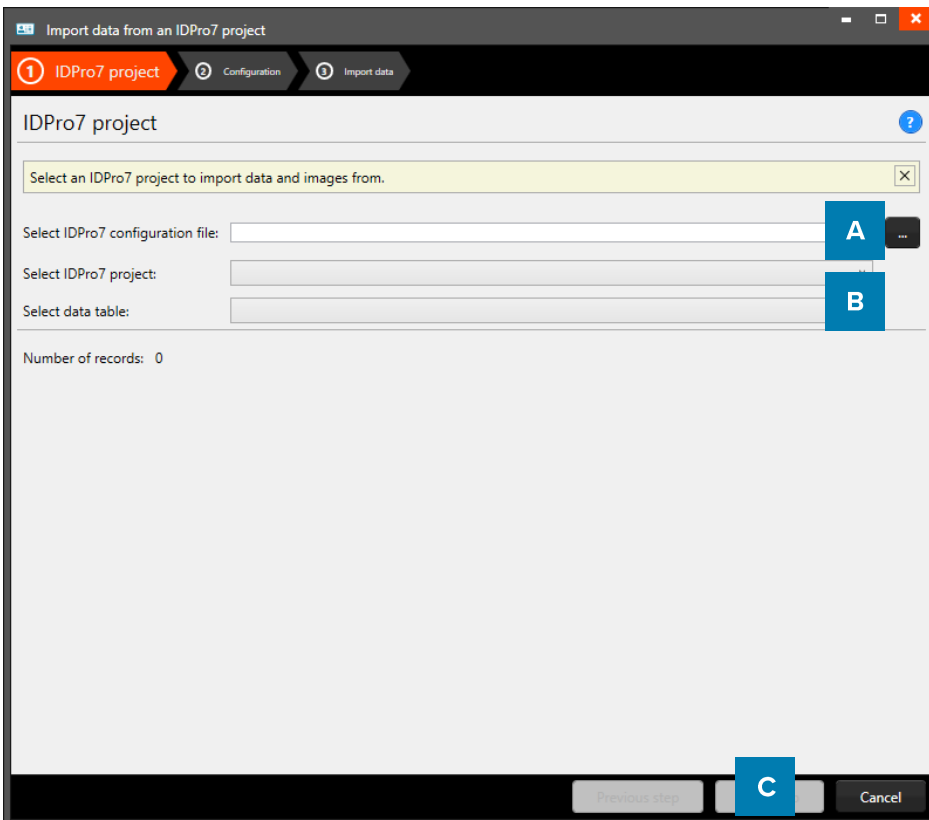 Import data from an IDPro7 project
1 IDPro7 project 2 Configuration 3 Import data
IDPro7 project ?
Select an IDPro7 project to import data and images from.
Select IDPro7 configuration file: A ...
Select IDPro7 project:
Select data table: B
Number of records: 0
Previous step C Cancel